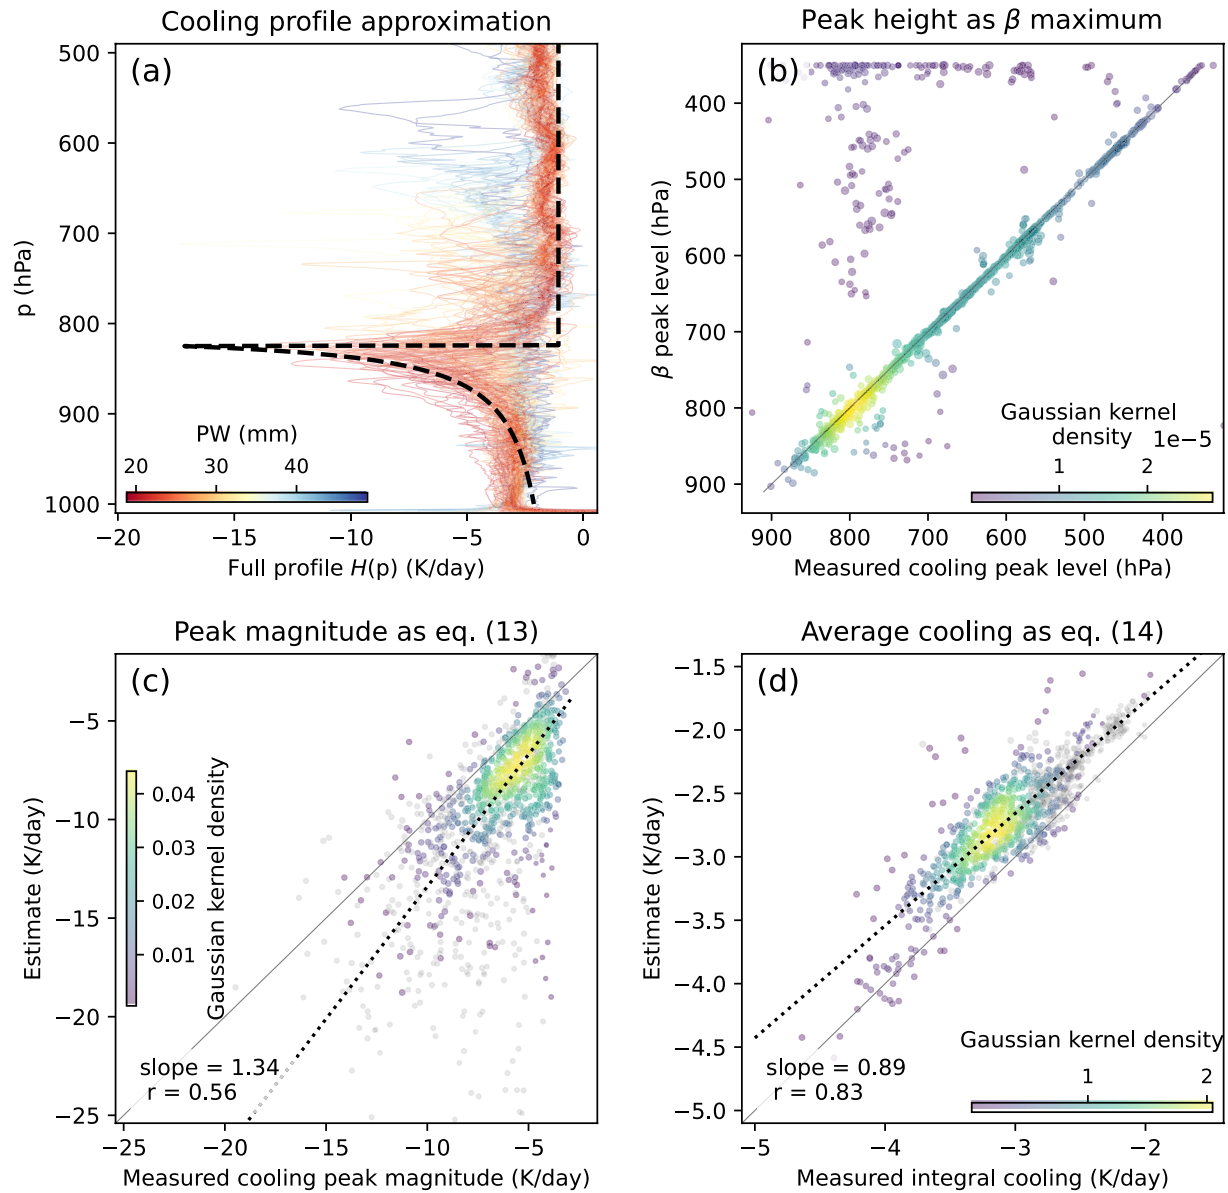 Cooling profile approximation
(a)
500
600
700
800
900
1000
p (hPa)
PW (mm)
20 30 40
−20 −15 −10 −5 0
Full profile H(p) (K/day)
Peak height as β maximum
(b)
400
500
600
700
800
900
β peak level (hPa)
Gaussian kernel
density 1e−5
1 2
900 800 700 600 500 400
Measured cooling peak level (hPa)
Peak magnitude as eq. (13)
(c)
−5
−10
−15
−20
−25
Estimate (K/day)
0.04
0.03
0.02
0.01
Gaussian kernel density
slope = 1.34
r = 0.56
−25 −20 −15 −10 −5
Measured cooling peak magnitude (K/day)
Average cooling as eq. (14)
(d)
−1.5
−2.0
−2.5
−3.0
−3.5
−4.0
−4.5
−5.0
Estimate (K/day)
Gaussian kernel density
1 2
slope = 0.89
r = 0.83
−5 −4 −3 −2
Measured integral cooling (K/day)